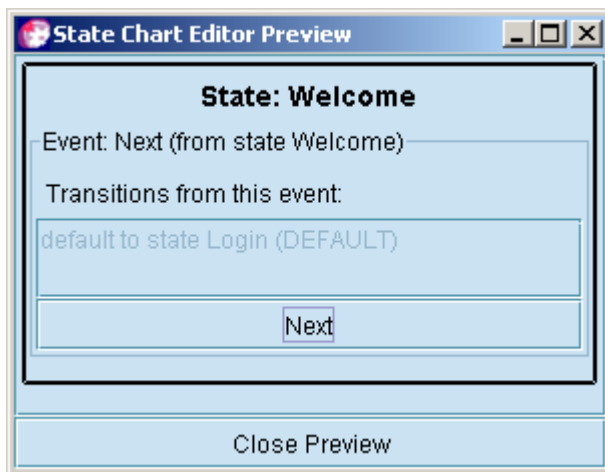 State Chart Editor Preview
State: Welcome
Event: Next (from state Welcome)
Transitions from this event:
default to state Login (DEFAULT)
Next
Close Preview